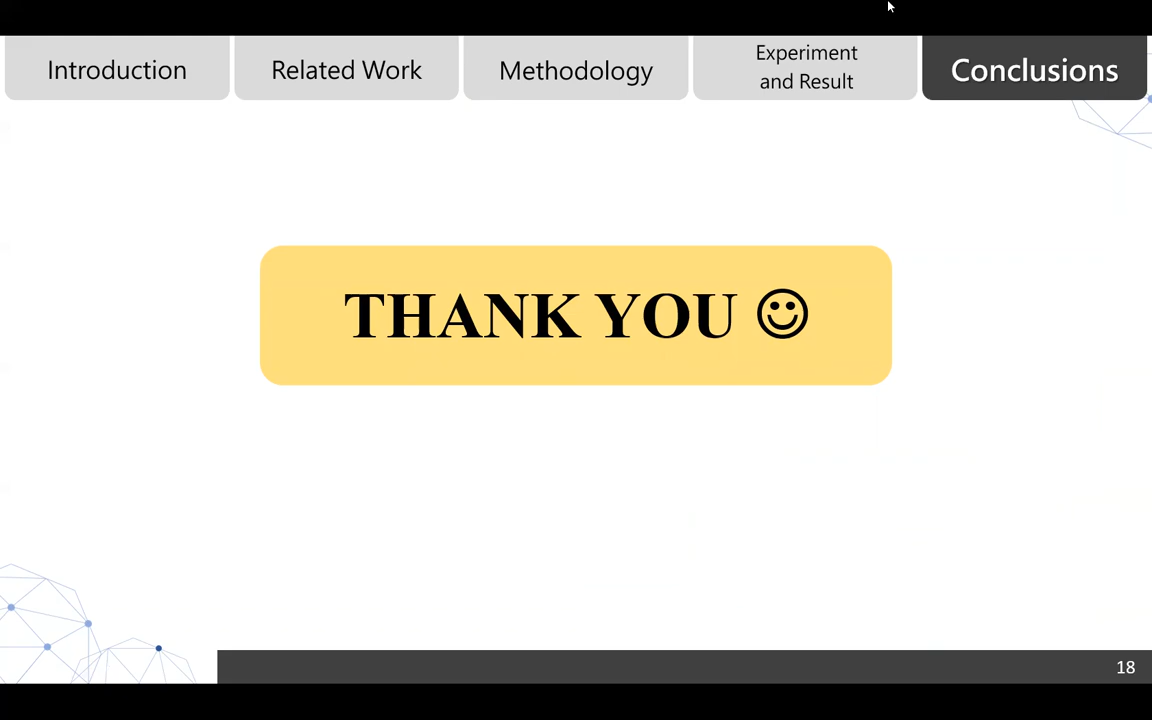 Introduction
Related Work
Methodology
Experiment
and Result
Conclusions
THANK YOU ☺
18